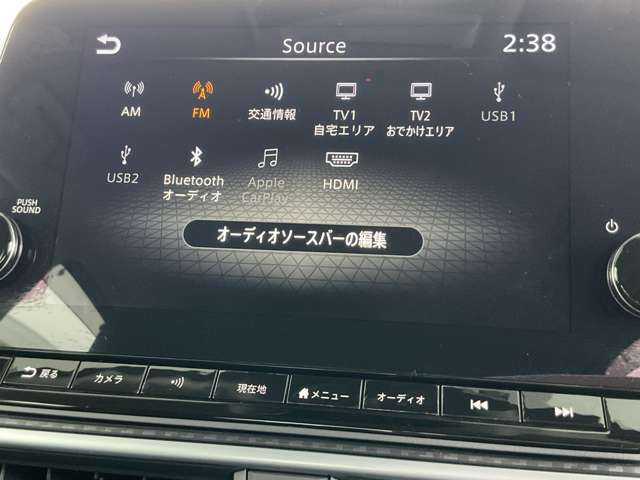 Source
2:38
AM
FM
交通情報
TV1
自宅エリア
TV2
おでかけエリア
USB1
USB2
Bluetooth
オーディオ
Apple
CarPlay
HDMI
PUSH
SOUND
オーディオソースバーの編集
戻る
カメラ
現在地
メニュー
オーディオ